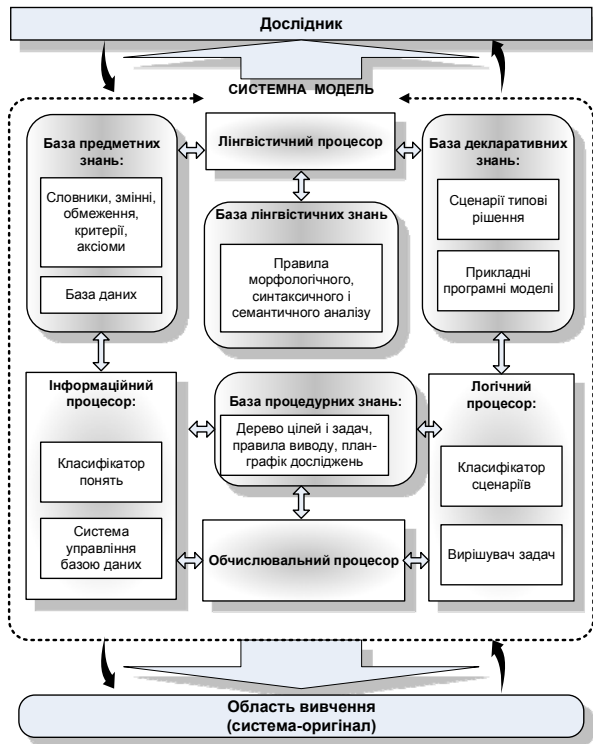 Дослідник
СИСТЕМНА МОДЕЛЬ
База предметних
знань:
Словники, змінні,
обмеження,
критерії,
аксіоми
База даних
Лінгвістичний процесор
База лінгвістичних знань
Правила
морфологічного,
синтаксичного і
семантичного аналізу
База декларативних
знань:
Сценарії типові
рішення
Прикладні
програмні моделі
Інформаційний
процесор:
Класифікатор
понять
Система
управління
базою даних
База процедурних знань:
Дерево цілей і задач,
правила виводу, план-
графік досліджень
Обчислювальний процесор
Логічний
процесор:
Класифікатор
сценаріїв
Вирішувач задач
Область вивчення
(система-оригінал)